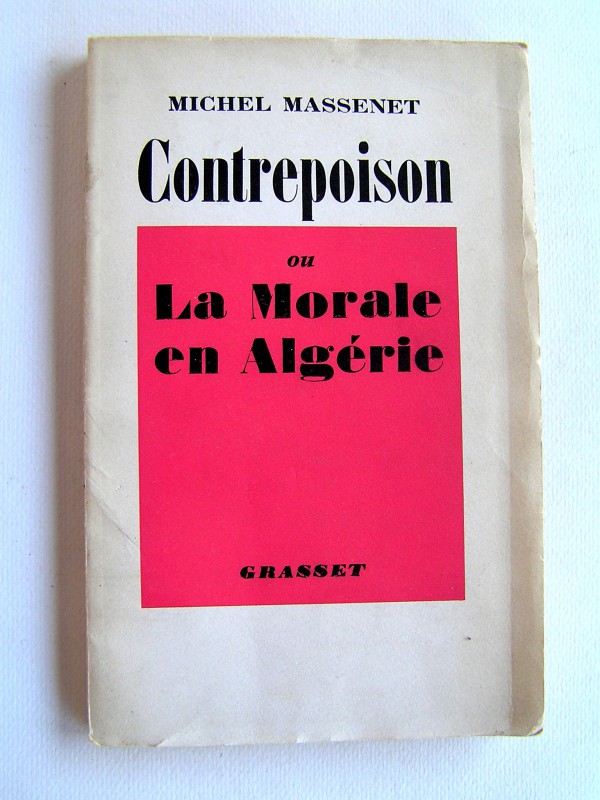 MICHEL MASSENET
Contrepoison
ou
La Morale
en Algérie
GRASSET